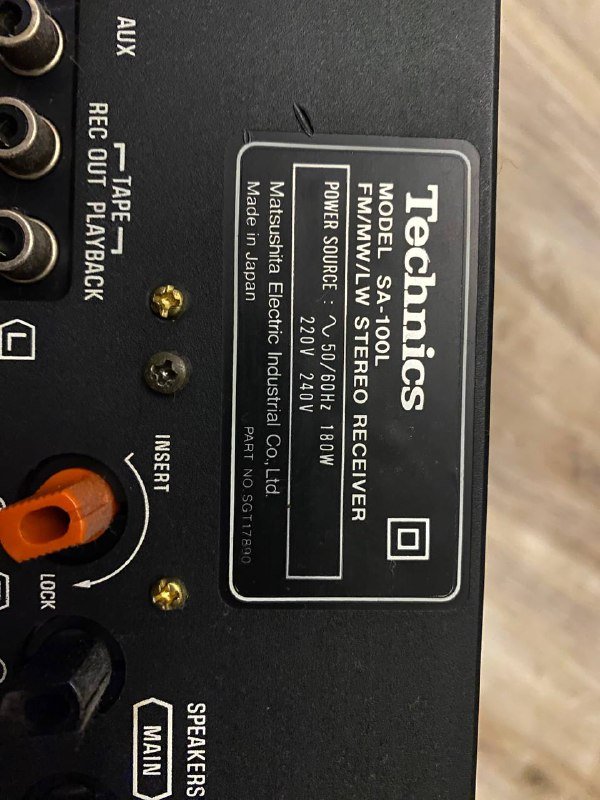 AUX
TAPE
REC OUT PLAYBACK
L
INSERT
LOCK
SPEAKERS
MAIN
Technics
MODEL SA-100L
FM/MW/LW STEREO RECEIVER
POWER SOURCE : ∿ 50/60Hz 180W
220V 240V
Matsushita Electric Industrial Co., Ltd.
Made in Japan
PART NO SGT17890